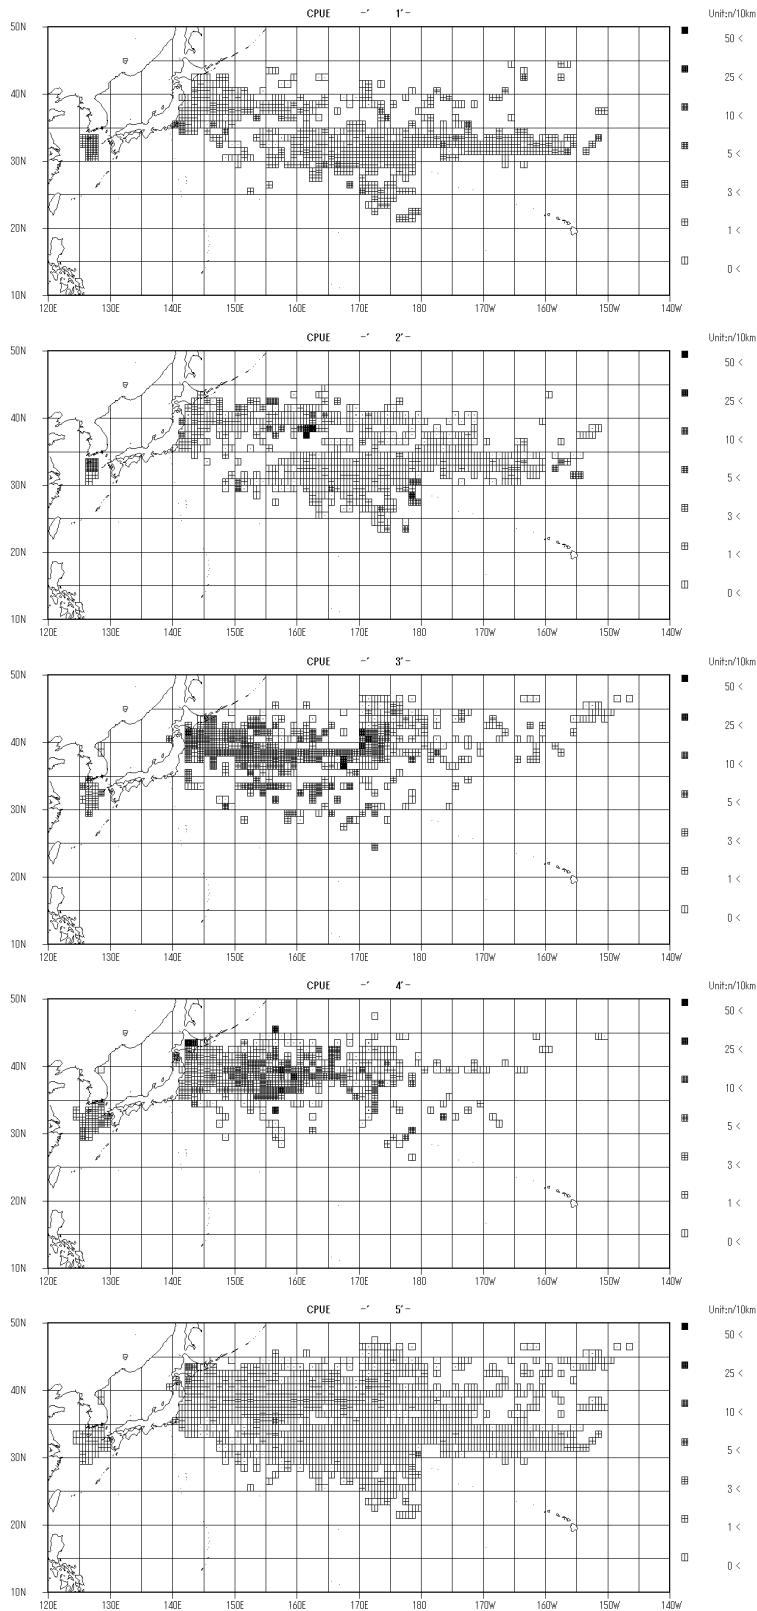 CPUE -' 1' - Unit:n/10km
50N 50 <
25 <
40N 10 <
5 <
30N 3 <
20N 1 <
0 <
10N
120E 130E 140E 150E 160E 170E 180 170W 160W 150W 140W
CPUE -' 2' - Unit:n/10km
50N 50 <
25 <
40N 10 <
5 <
30N 3 <
20N 1 <
0 <
10N
120E 130E 140E 150E 160E 170E 180 170W 160W 150W 140W
CPUE -' 3' - Unit:n/10km
50N 50 <
25 <
40N 10 <
5 <
30N 3 <
20N 1 <
0 <
10N
120E 130E 140E 150E 160E 170E 180 170W 160W 150W 140W
CPUE -' 4' - Unit:n/10km
50N 50 <
25 <
40N 10 <
5 <
30N 3 <
20N 1 <
0 <
10N
120E 130E 140E 150E 160E 170E 180 170W 160W 150W 140W
CPUE -' 5' - Unit:n/10km
50N 50 <
25 <
40N 10 <
5 <
30N 3 <
20N 1 <
0 <
10N
120E 130E 140E 150E 160E 170E 180 170W 160W 150W 140W